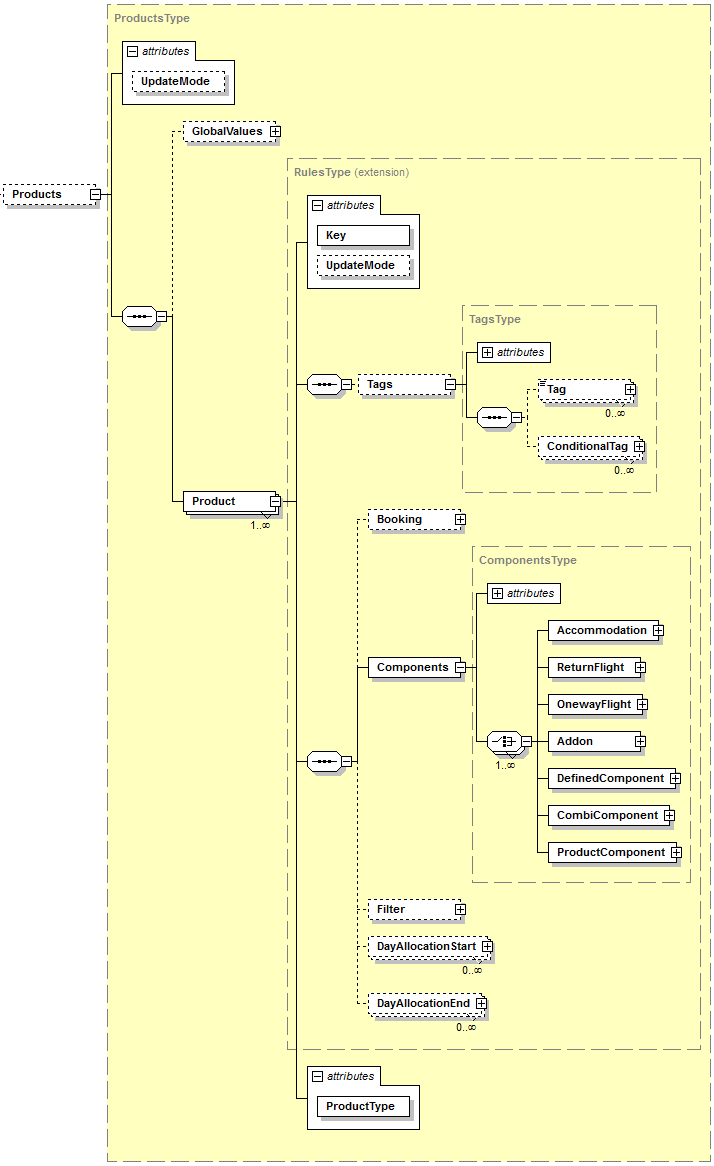 ProductsType
attributes
UpdateMode
GlobalValues
RulesType (extension)
Products
attributes
Key
UpdateMode
TagsType
attributes
Tags
Tag
0..∞
ConditionalTag
0..∞
Product
1..∞
Booking
ComponentsType
attributes
Accommodation
Components
ReturnFlight
OnewayFlight
Addon
1..∞
DefinedComponent
CombiComponent
ProductComponent
Filter
DayAllocationStart
0..∞
DayAllocationEnd
0..∞
attributes
ProductType